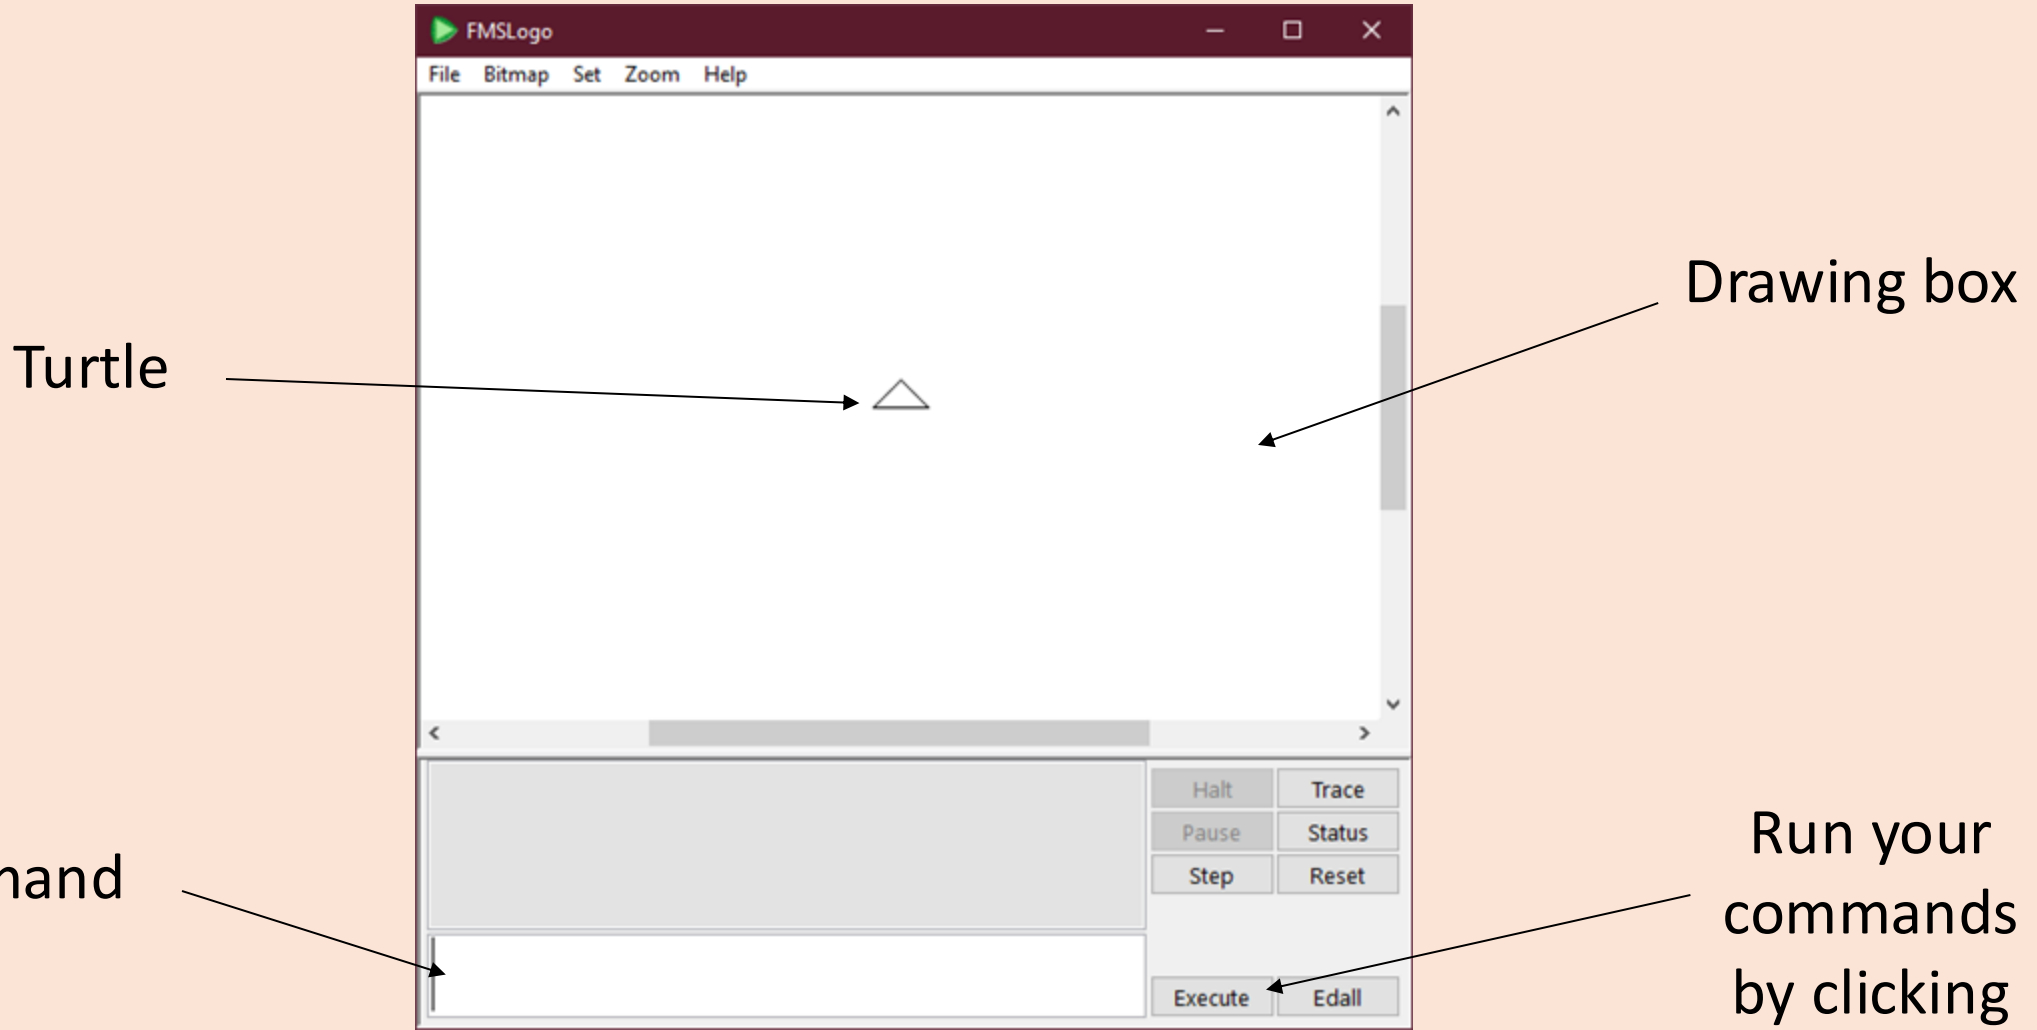 FMSLogo
File Bitmap Set Zoom Help
Drawing box
Turtle
Halt Trace
Pause Status
Step Reset
Run your
commands
by clicking
Execute Edall